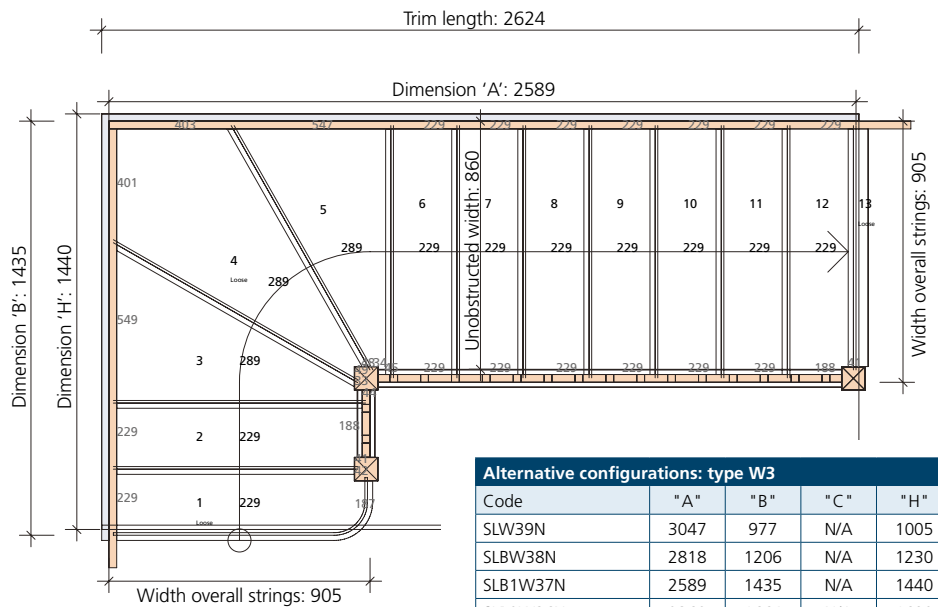 Trim length: 2624
Dimension ‘A’: 2589
403 547 229 229 229 229 229 229 229
401
5 6 7 8 9 10 11 12 13
Loose
Unobstructed width: 860
Width overall strings: 905
289 229 229 229 229 229 229 229
4
Loose
289
Dimension ‘B’: 1435
Dimension ‘H’: 1440
549
3 289
45 229 229 229 229 229 188 41
229 2 229 188
229 1 229 187
Loose
Width overall strings: 905
Alternative configurations: type W3
Code "A" "B" "C" "H"
SLW39N 3047 977 N/A 1005
SLBW38N 2818 1206 N/A 1230
SLB1W37N 2589 1435 N/A 1440